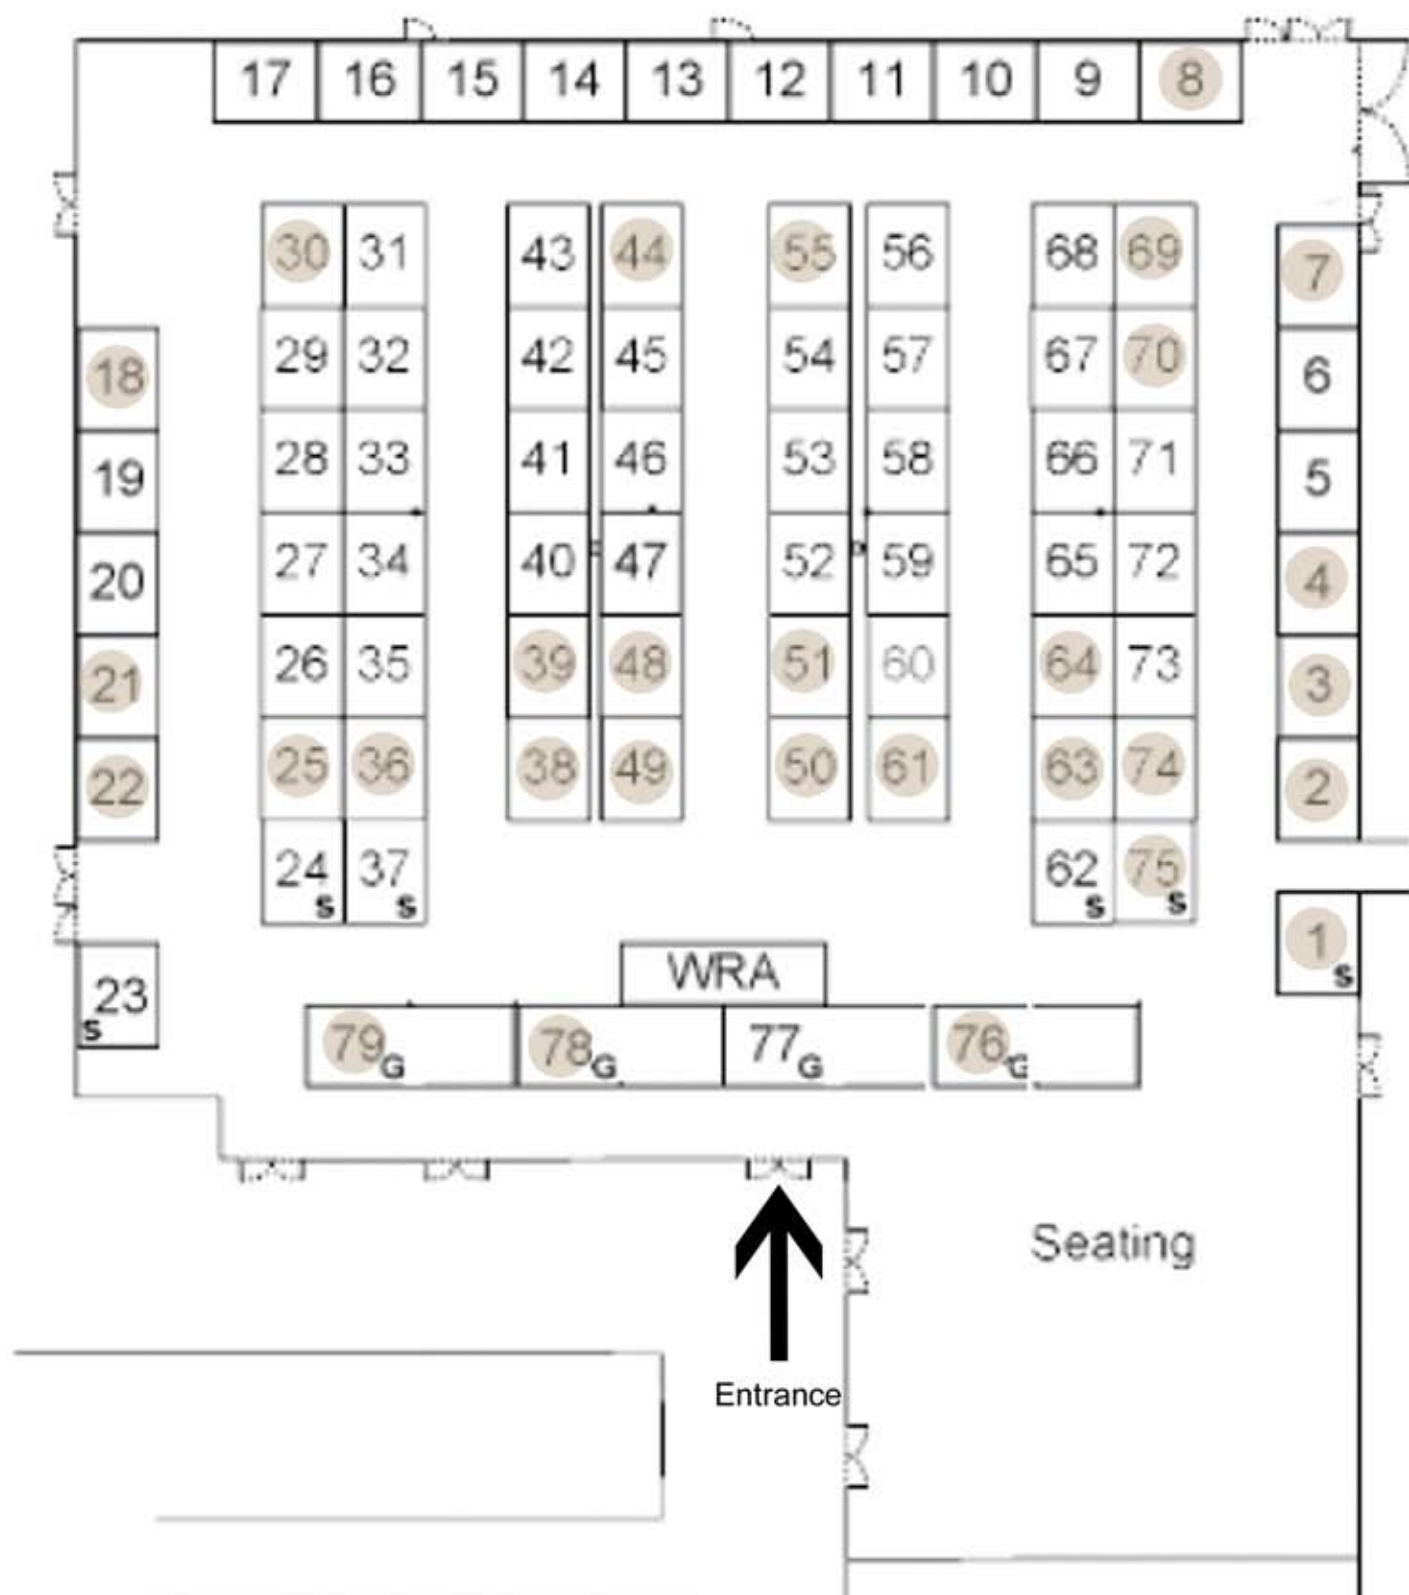 17 16 15 14 13 12 11 10 9 8
30 31 43 44 55 56 68 69 7
18 29 32 42 45 54 57 67 70 6
19 28 33 41 46 53 58 66 71 5
20 27 34 40 47 52 59 65 72 4
21 26 35 39 48 51 60 64 73 3
22 25 36 38 49 50 61 63 74 2
24 S 37 S 62 S 75 S 1 S
23 S WRA
79 G 78 G 77 G 76 G
Seating
Entrance